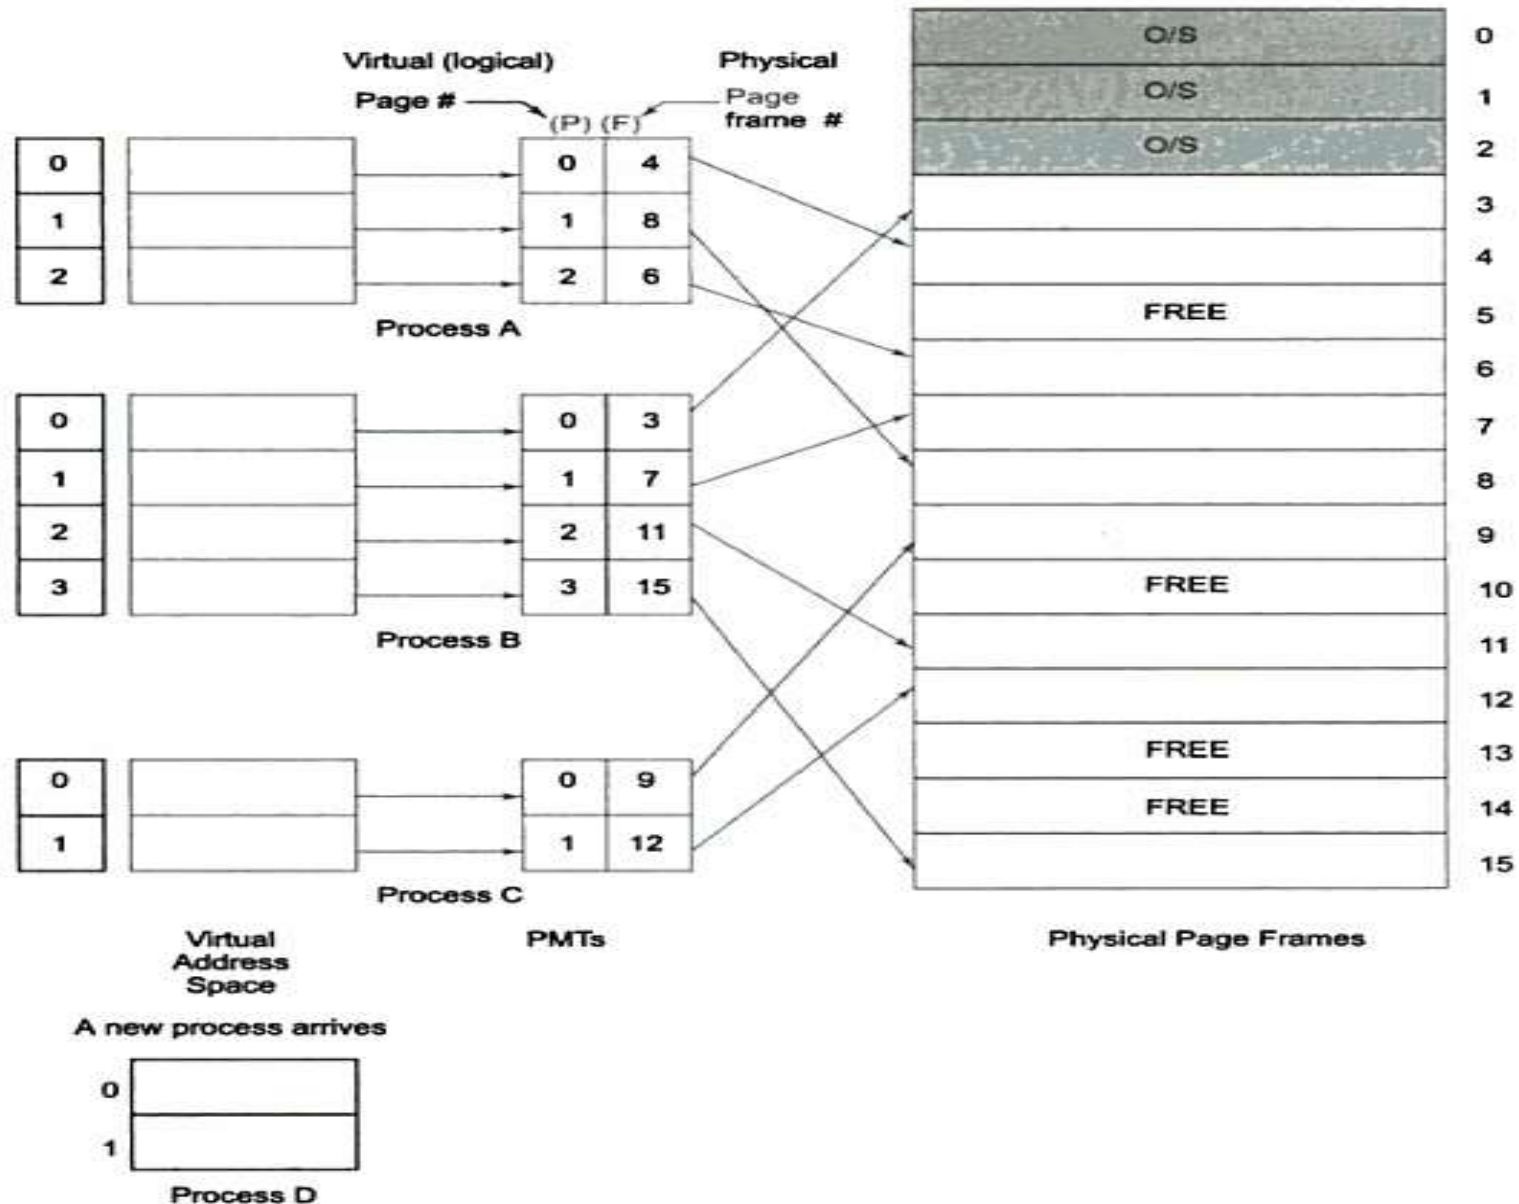 Virtual (logical)
Page #
(P) (F)
Physical
Page
frame #
0
1
2
0 4
1 8
2 6
Process A
0
1
2
3
0 3
1 7
2 11
3 15
Process B
0
1
0 9
1 12
Process C
Virtual
Address
Space
PMTs
O/S 0
O/S 1
O/S 2
3
4
FREE 5
6
7
8
9
FREE 10
11
12
FREE 13
FREE 14
15
Physical Page Frames
A new process arrives
0
1
Process D